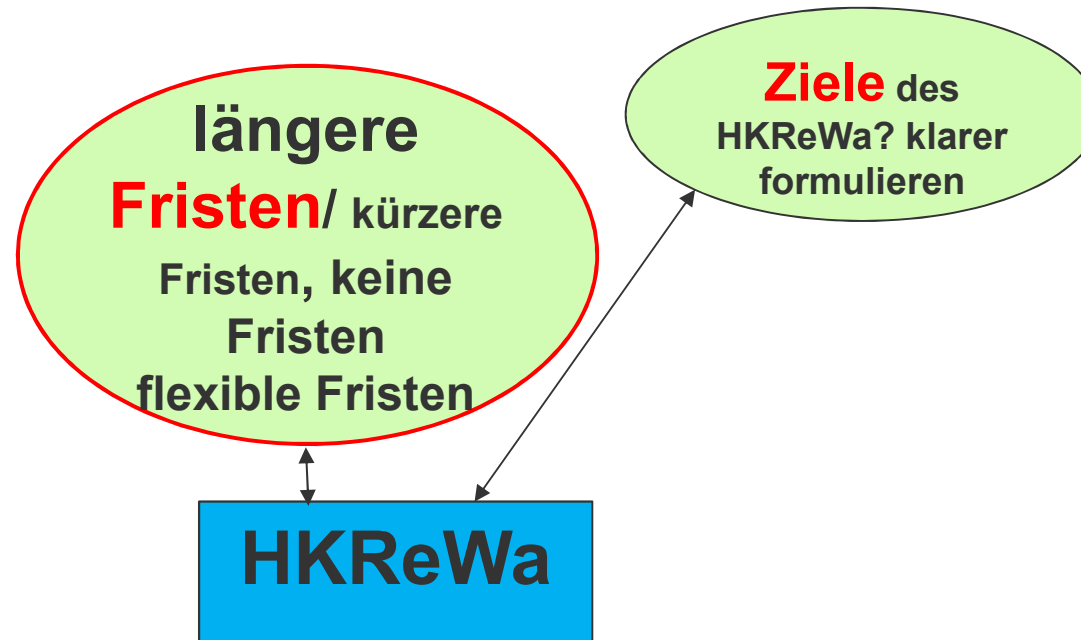 längere
Fristen/ kürzere
Fristen, keine
Fristen
flexible Fristen
Ziele des
HKReWa? klarer
formulieren
HKReWa